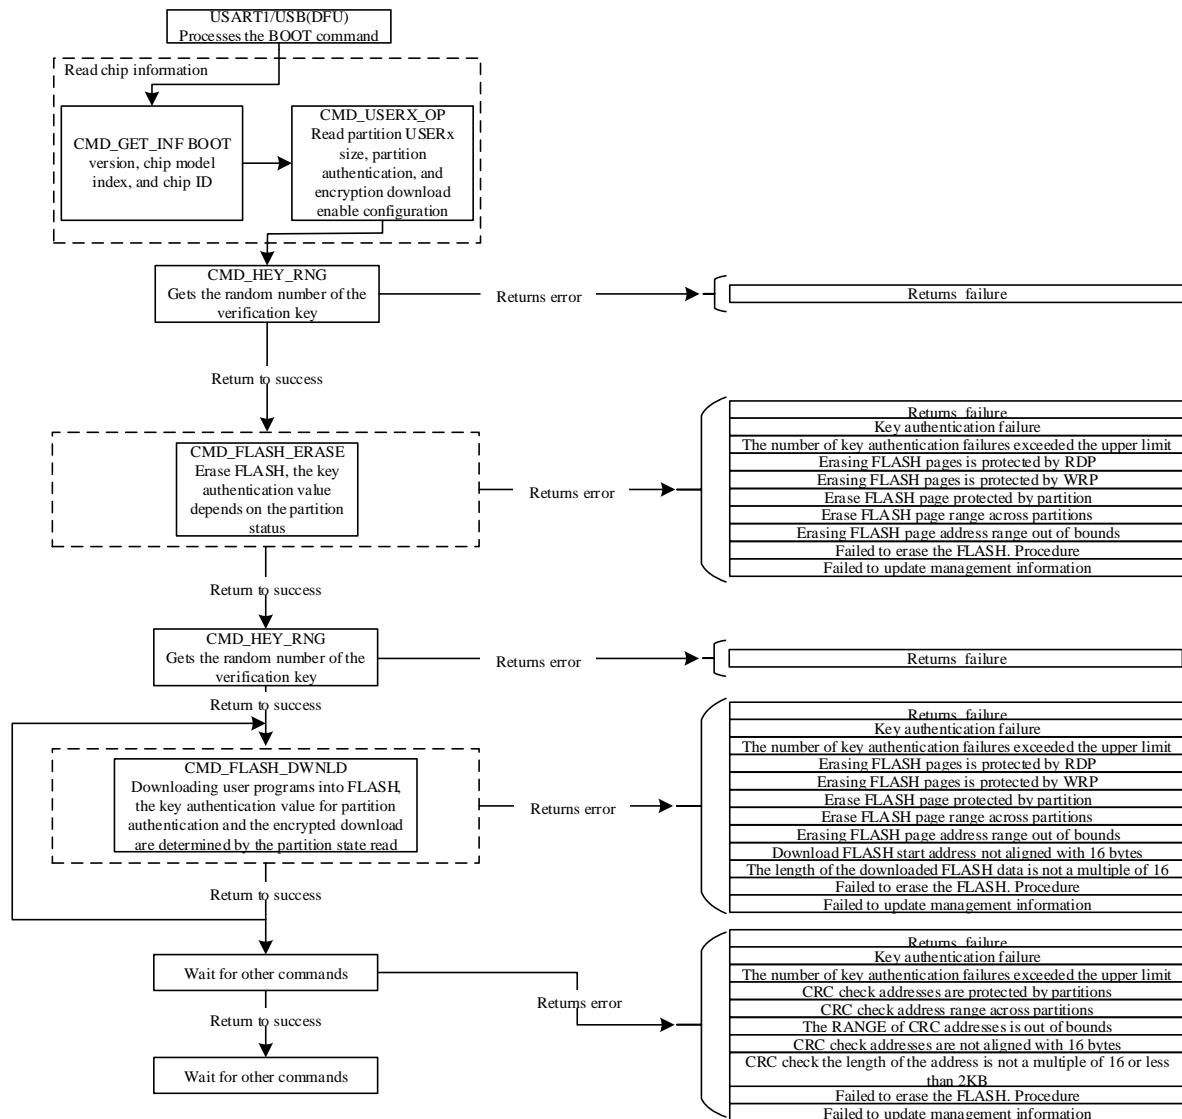 USART1/USB(DFU)
Processes the BOOT command
Read chip information
CMD_GET_INF BOOT
version, chip model
index, and chip ID
CMD_USERX_OP
Read partition USERx
size, partition
authentication, and
encryption download
enable configuration
CMD_HEY_RNG
Gets the random number of the
verification key
Returns error
Returns failure
Return to success
CMD_FLASH_ERASE
Erase FLASH, the key
authentication value
depends on the partition
status
Returns error
Returns failure
Key authentication failure
The number of key authentication failures exceeded the upper limit
Erasing FLASH pages is protected by RDP
Erasing FLASH pages is protected by WRP
Erase FLASH page protected by partition
Erase FLASH page range across partitions
Erasing FLASH page address range out of bounds
Failed to erase the FLASH. Procedure
Failed to update management information
Return to success
CMD_HEY_RNG
Gets the random number of the
verification key
Returns error
Returns failure
Return to success
CMD_FLASH_DWNLD
Downloading user programs into FLASH,
the key authentication value for partition
authentication and the encrypted download
are determined by the partition state read
Returns error
Returns failure
Key authentication failure
The number of key authentication failures exceeded the upper limit
Erasing FLASH pages is protected by RDP
Erasing FLASH pages is protected by WRP
Erase FLASH page protected by partition
Erase FLASH page range across partitions
Erasing FLASH page address range out of bounds
Download FLASH start address not aligned with 16 bytes
The length of the downloaded FLASH data is not a multiple of 16
Failed to erase the FLASH. Procedure
Failed to update management information
Return to success
Wait for other commands
Returns error
Returns failure
Key authentication failure
The number of key authentication failures exceeded the upper limit
CRC check addresses are protected by partitions
CRC check address range across partitions
The RANGE of CRC addresses is out of bounds
CRC check addresses are not aligned with 16 bytes
CRC check the length of the address is not a multiple of 16 or less
than 2KB
Failed to erase the FLASH. Procedure
Failed to update management information
Return to success
Wait for other commands